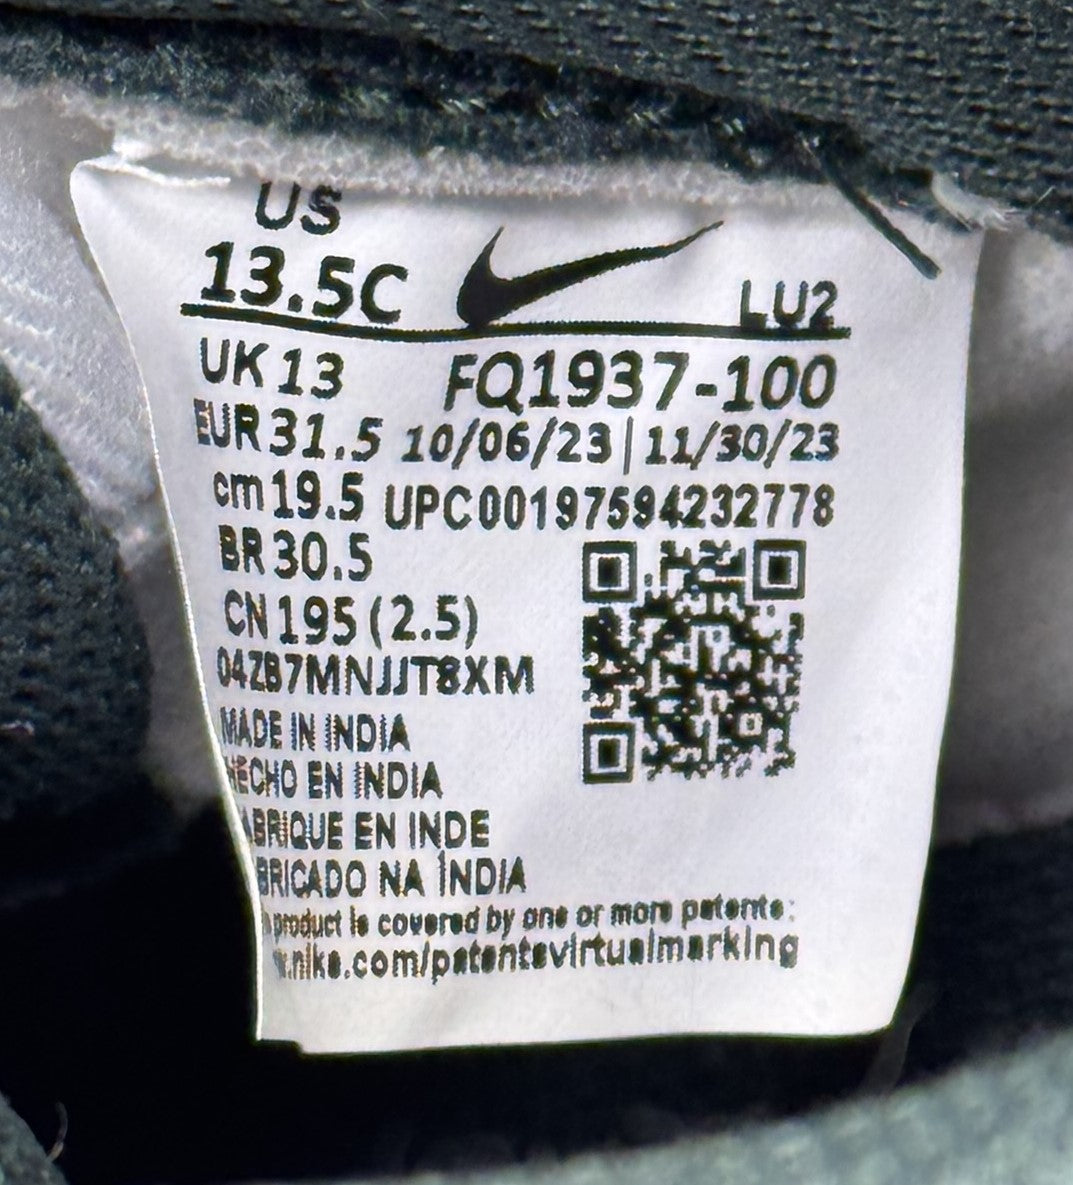 US
13.5C LU2
UK 13 FQ1937-100
EUR 31.5 10/06/23 | 11/30/23
cm 19.5 UPC00197594232778
BR 30.5
CN 195 (2.5)
04ZB7MNJJT8XM
MADE IN INDIA
HECHO EN INDIA
ABRIQUE EN INDE
BRICADO NA ÍNDIA
product is covered by one or more patents:
w.nike.com/patentsvirtualmarking